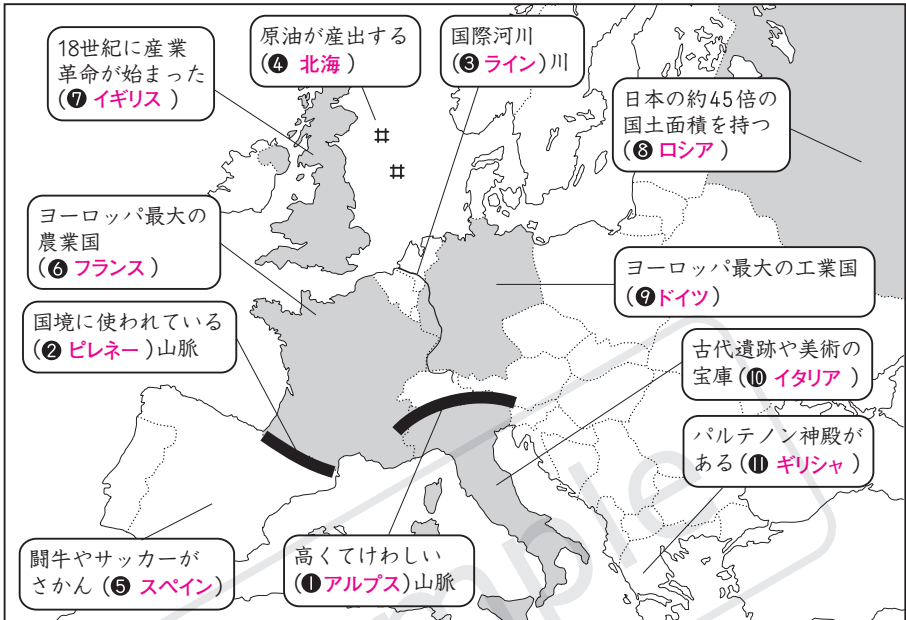 18世紀に産業
革命が始まった
(❼ イギリス )
原油が産出する
(❹ 北海 )
国際河川
(❸ ライン)川
日本の約45倍の
国土面積を持つ
(❽ ロシア )
ヨーロッパ最大の
農業国
(❻ フランス )
ヨーロッパ最大の工業国
(❾ドイツ)
国境に使われている
(❷ ピレネー )山脈
古代遺跡や美術の
宝庫(❿ イタリア )
パルテノン神殿が
ある(⓫ ギリシャ )
闘牛やサッカーが
さかん (❺ スペイン)
高くてけわしい
(❶アルプス)山脈